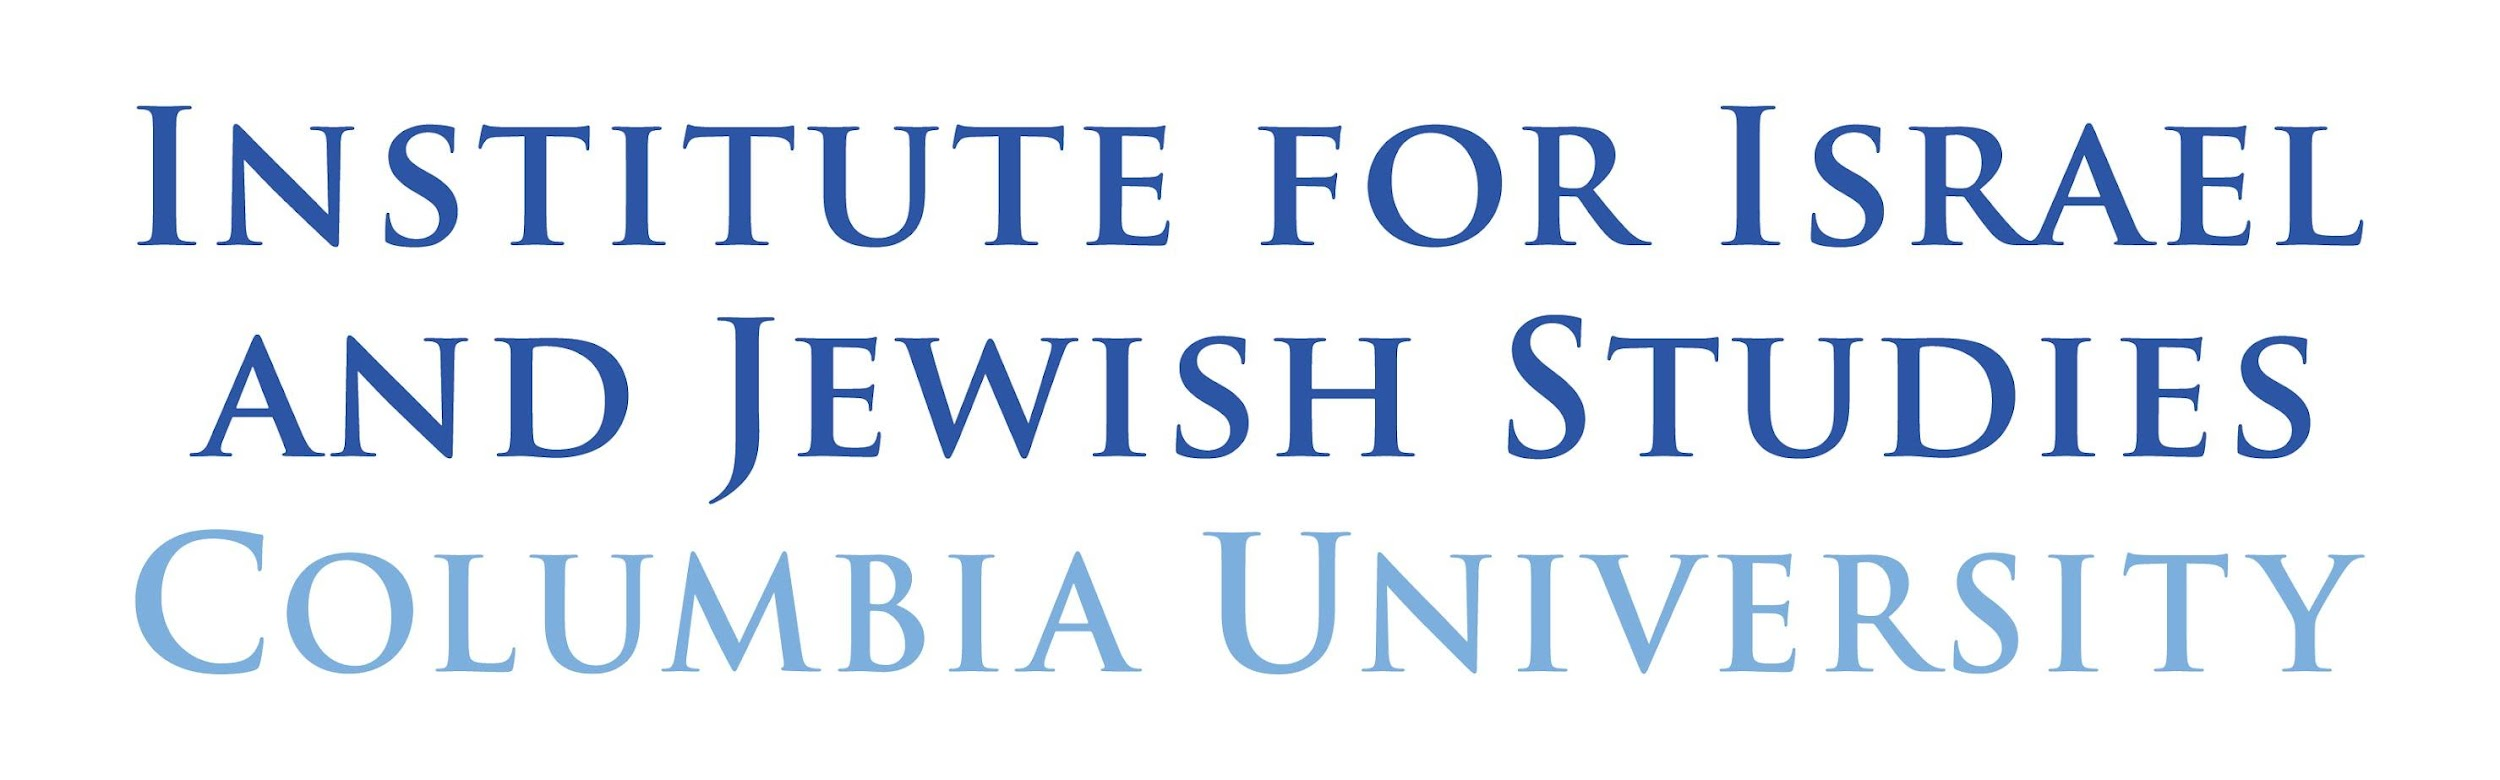 Institute for Israel
and Jewish Studies
Columbia University